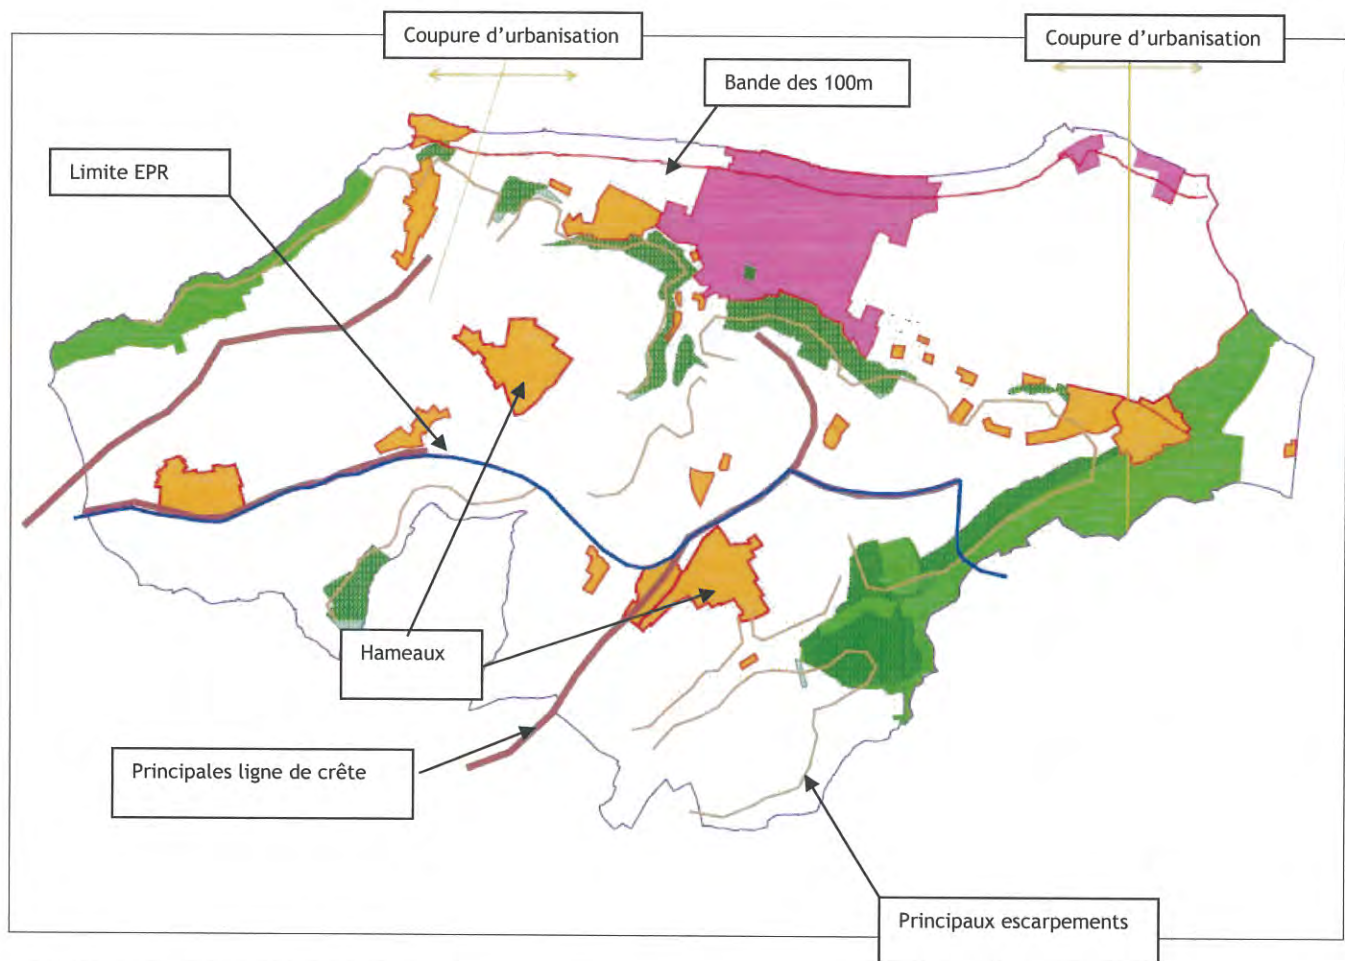 Coupure d’urbanisation
Coupure d’urbanisation
Bande des 100m
Limite EPR
Hameaux
Principales ligne de crête
Principaux escarpements